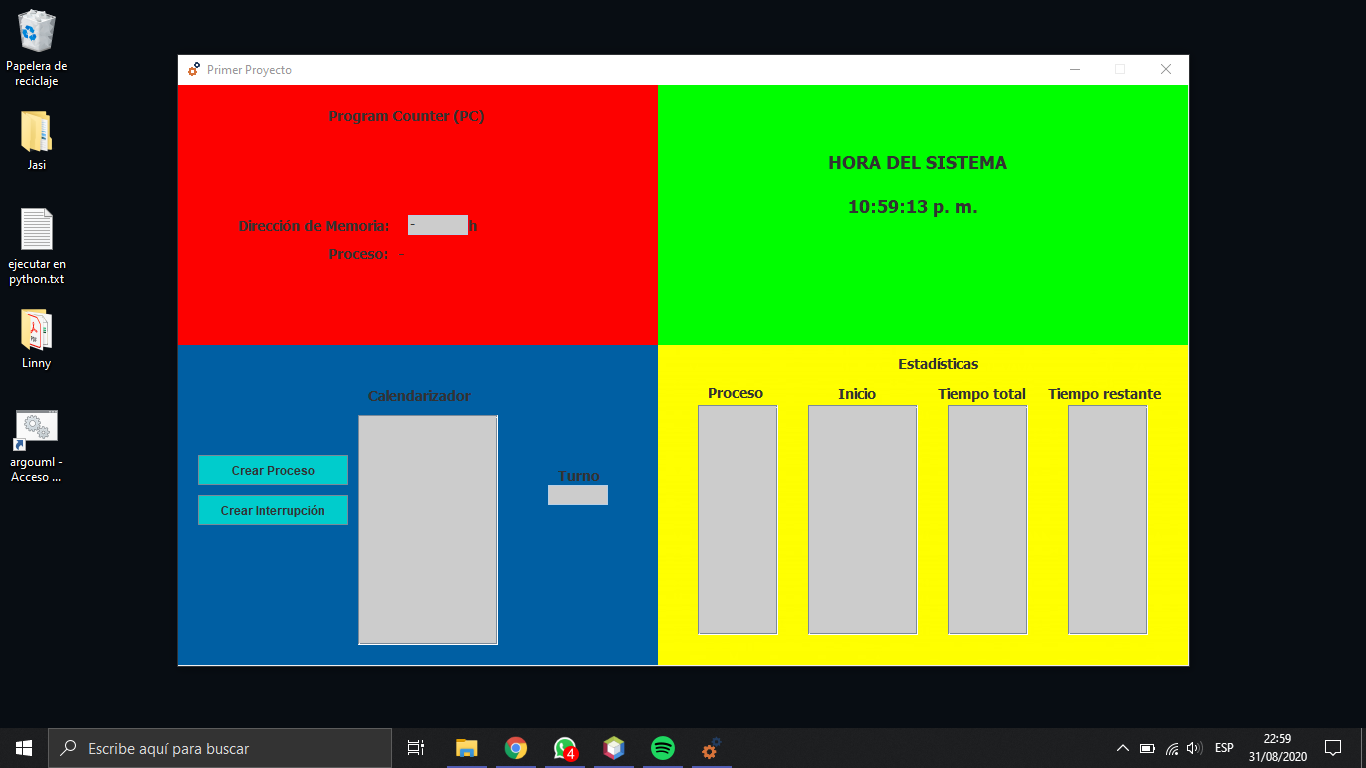 Papelera de
reciclaje
Jasi
ejecutar en
python.txt
Linny
argouml -
Acceso ...
Primer Proyecto
Program Counter (PC)
Dirección de Memoria: - h
Proceso: -
HORA DEL SISTEMA
10:59:13 p. m.
Calendarizador
Crear Proceso
Crear Interrupción
Turno
Estadísticas
Proceso Inicio Tiempo total Tiempo restante
Escribe aquí para buscar
4
ESP
22:59
31/08/2020